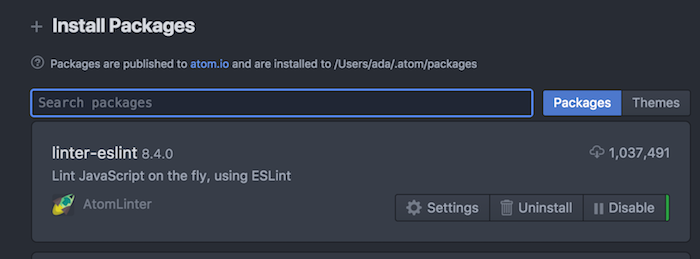 Install Packages
Packages are published to atom.io and are installed to /Users/ada/.atom/packages
Search packages
Packages
Themes
linter-eslint 8.4.0
1,037,491
Lint JavaScript on the fly, using ESLint
AtomLinter
Settings
Uninstall
Disable